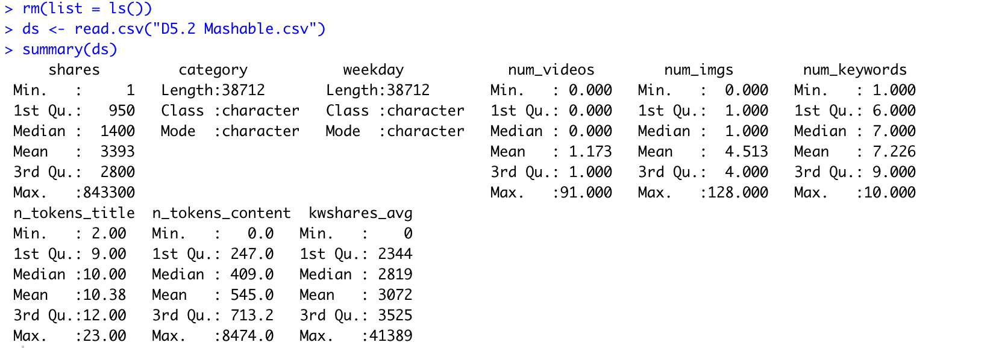 > rm(list = ls())
> ds <- read.csv("D5.2 Mashable.csv")
> summary(ds)
     shares         category           weekday            num_videos        num_imgs        num_keywords   
 Min.   :     1   Length:38712       Length:38712       Min.   : 0.000   Min.   :  0.000   Min.   : 1.000  
 1st Qu.:   950   Class :character   Class :character   1st Qu.: 0.000   1st Qu.:  1.000   1st Qu.: 6.000  
 Median :  1400   Mode  :character   Mode  :character   Median : 0.000   Median :  1.000   Median : 7.000  
 Mean   :  3393                                         Mean   : 1.173   Mean   :  4.513   Mean   : 7.226  
 3rd Qu.:  2800                                         3rd Qu.: 1.000   3rd Qu.:  4.000   3rd Qu.: 9.000  
 Max.   :843300                                         Max.   :91.000   Max.   :128.000   Max.   :10.000  
 n_tokens_title  n_tokens_content  kwshares_avg  
 Min.   : 2.00   Min.   :   0.0   Min.   :    0  
 1st Qu.: 9.00   1st Qu.: 247.0   1st Qu.: 2344  
 Median :10.00   Median : 409.0   Median : 2819  
 Mean   :10.38   Mean   : 545.0   Mean   : 3072  
 3rd Qu.:12.00   3rd Qu.: 713.2   3rd Qu.: 3525  
 Max.   :23.00   Max.   :8474.0   Max.   :41389